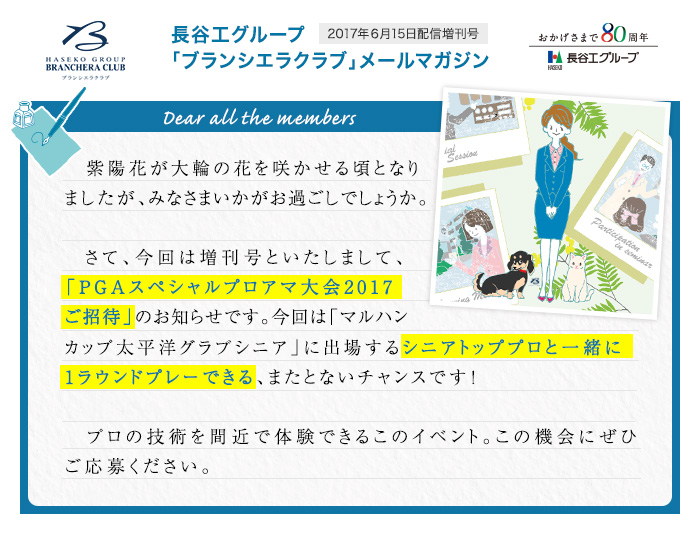 HASEKO GROUP
BRANCHERA CLUB
ブランシエラクラブ
長谷工グループ
2017年6月15日配信増刊号
「ブランシエラクラブ」メールマガジン
おかげさまで80周年
HASEKO
長谷工グループ
Dear all the members
紫陽花が大輪の花を咲かせる頃となり
ましたが、みなさまいかがお過ごしでしょうか。
さて、今回は増刊号といたしまして、
「PGAスペシャルプロアマ大会2017
ご招待」のお知らせです。今回は「マルハン
カップ太平洋グラブシニア」に出場するシニアトッププロと一緒に
1ラウンドプレーできる、またとないチャンスです!
プロの技術を間近で体験できるこのイベント。この機会にぜひ
ご応募ください。
Session
Participation
in seminar